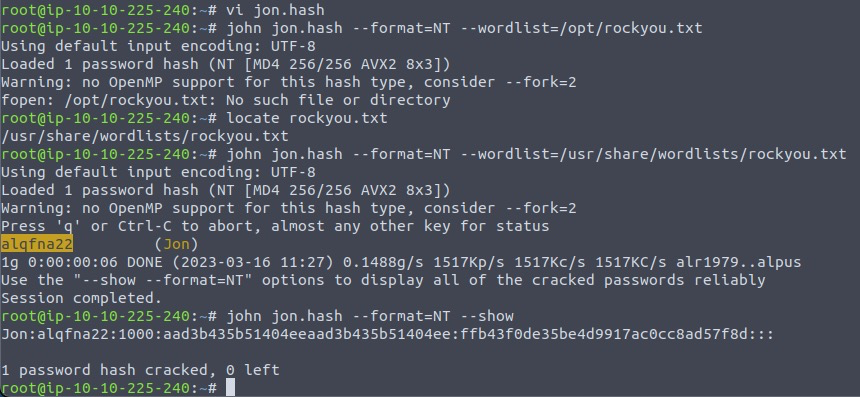 root@ip-10-10-225-240:~# vi jon.hash
root@ip-10-10-225-240:~# john jon.hash --format=NT --wordlist=/opt/rockyou.txt
Using default input encoding: UTF-8
Loaded 1 password hash (NT [MD4 256/256 AVX2 8x3])
Warning: no OpenMP support for this hash type, consider --fork=2
fopen: /opt/rockyou.txt: No such file or directory
root@ip-10-10-225-240:~# locate rockyou.txt
/usr/share/wordlists/rockyou.txt
root@ip-10-10-225-240:~# john jon.hash --format=NT --wordlist=/usr/share/wordlists/rockyou.txt
Using default input encoding: UTF-8
Loaded 1 password hash (NT [MD4 256/256 AVX2 8x3])
Warning: no OpenMP support for this hash type, consider --fork=2
Press 'q' or Ctrl-C to abort, almost any other key for status
alqfna22         (Jon)
1g 0:00:00:06 DONE (2023-03-16 11:27) 0.1488g/s 1517Kp/s 1517Kc/s 1517KC/s alr1979..alpus
Use the "--show --format=NT" options to display all of the cracked passwords reliably
Session completed.
root@ip-10-10-225-240:~# john jon.hash --format=NT --show
Jon:alqfna22:1000:aad3b435b51404eeaad3b435b51404ee:ffb43f0de35be4d9917ac0cc8ad57f8d:::
1 password hash cracked, 0 left
root@ip-10-10-225-240:~#